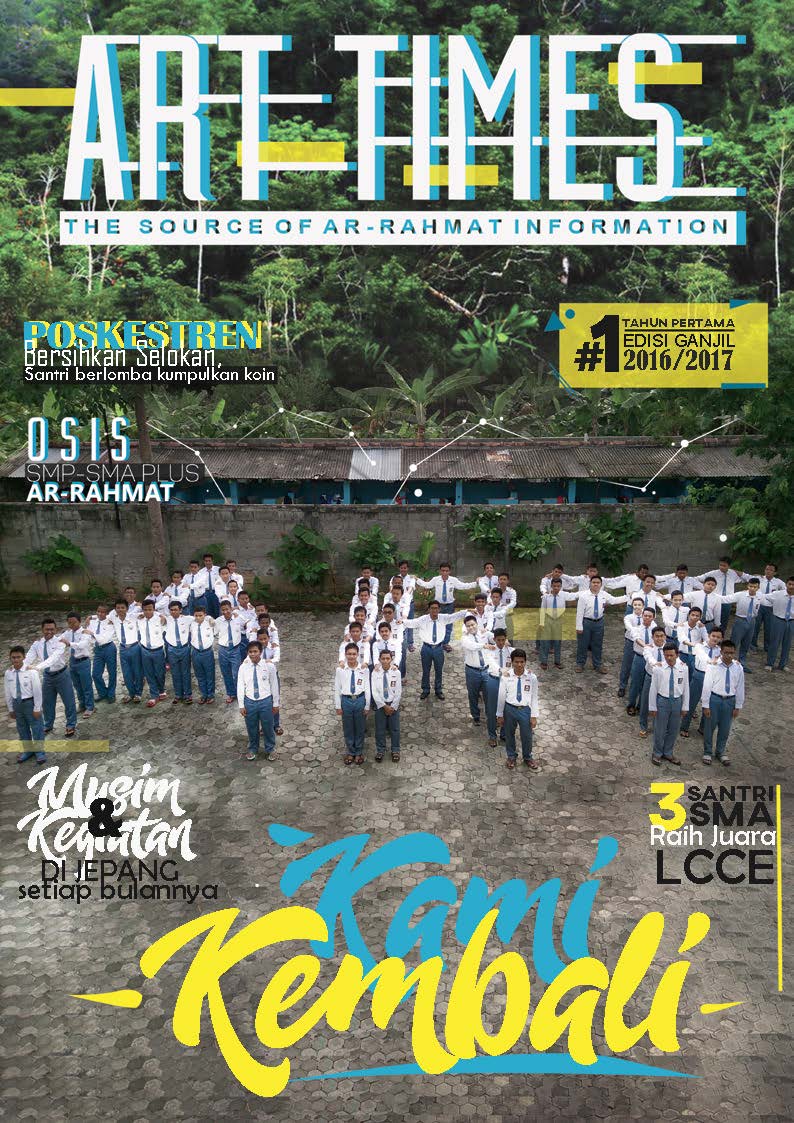 ART TIMES
THE SOURCE OF AR-RAHMAT INFORMATION
POSKESTREN
Bersihkan Selokan,
Santri berlomba kumpulkan koin
#1
TAHUN PERTAMA
EDISI GANJIL
2016/2017
OSIS
SMP-SMA PLUS
AR-RAHMAT
Musim
&
Kegiatan
DI JEPANG
setiap bulannya
3 SANTRI
SMA
Raih Juara
LCCE
Kami
Kembali